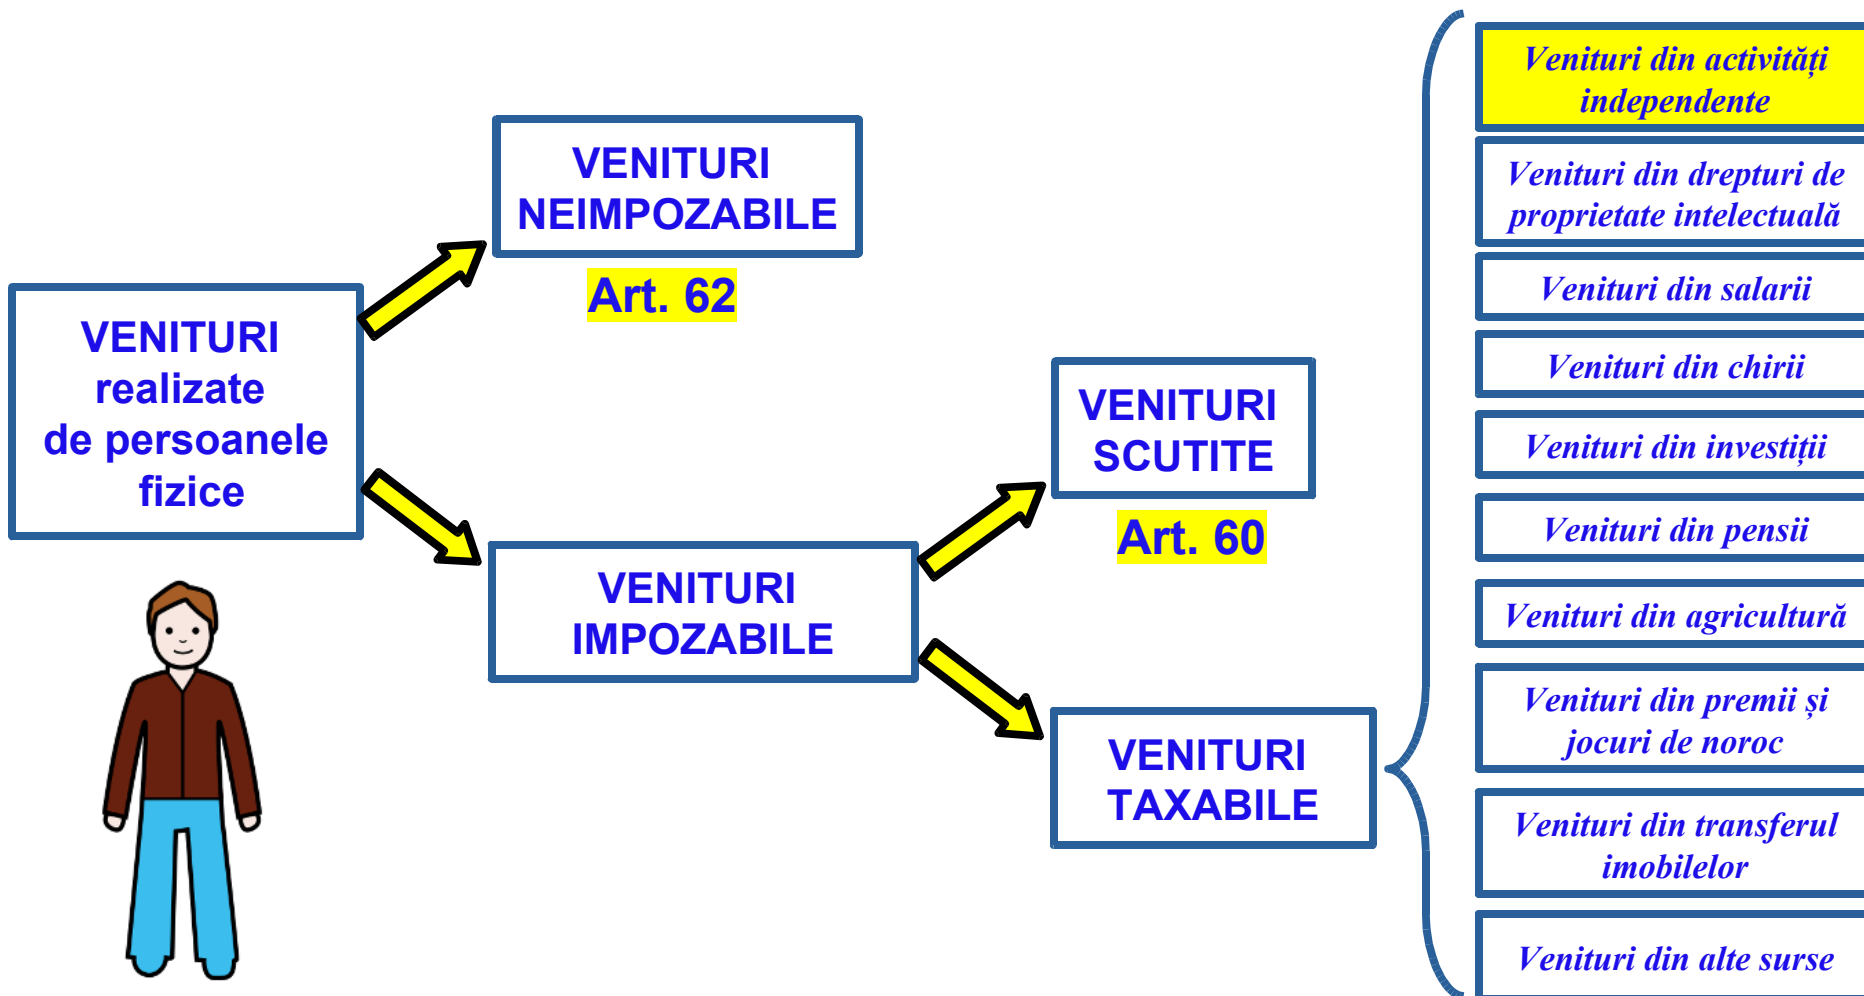 VENITURI
realizate
de persoanele
fizice
VENITURI
NEIMPOZABILE
Art. 62
VENITURI
IMPOZABILE
VENITURI
SCUTITE
Art. 60
VENITURI
TAXABILE
Venituri din activități
independente
Venituri din drepturi de
proprietate intelectuală
Venituri din salarii
Venituri din chirii
Venituri din investiții
Venituri din pensii
Venituri din agricultură
Venituri din premii și
jocuri de noroc
Venituri din transferul
imobilelor
Venituri din alte surse